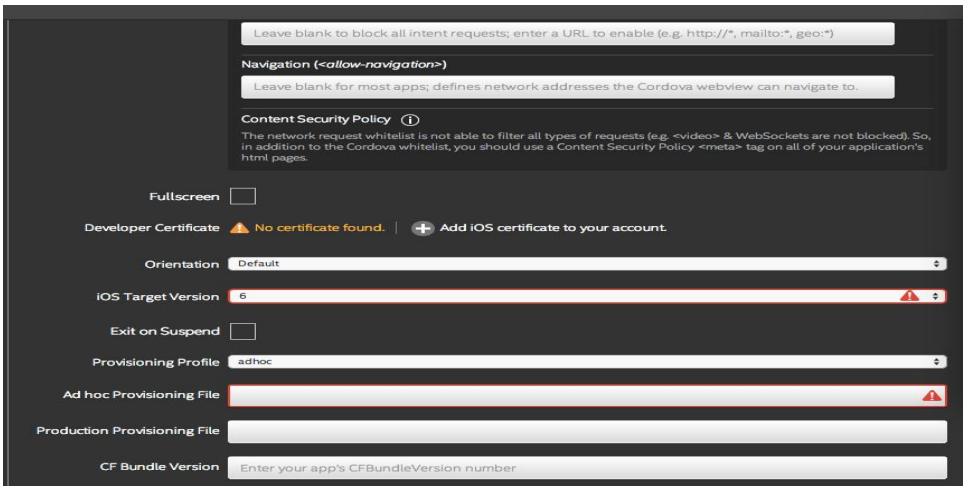 Leave blank to block all intent requests; enter a URL to enable (e.g. http://*, mailto:*, geo:*)
Navigation (<allow-navigation>)
Leave blank for most apps; defines network addresses the Cordova webview can navigate to.
Content Security Policy
The network request whitelist is not able to filter all types of requests (e.g. <video> & WebSockets are not blocked). So,
in addition to the Cordova whitelist, you should use a Content Security Policy <meta> tag on all of your application's
html pages.
Fullscreen
Developer Certificate No certificate found. | Add iOS certificate to your account.
Orientation Default
iOS Target Version 6
Exit on Suspend
Provisioning Profile adhoc
Ad hoc Provisioning File
Production Provisioning File
CF Bundle Version Enter your app's CFBundleVersion number